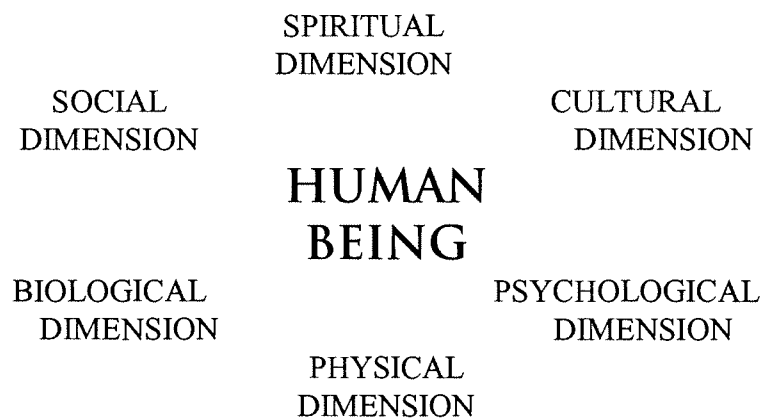 SPIRITUAL
DIMENSION
SOCIAL
DIMENSION
CULTURAL
DIMENSION
HUMAN
BEING
BIOLOGICAL
DIMENSION
PSYCHOLOGICAL
DIMENSION
PHYSICAL
DIMENSION